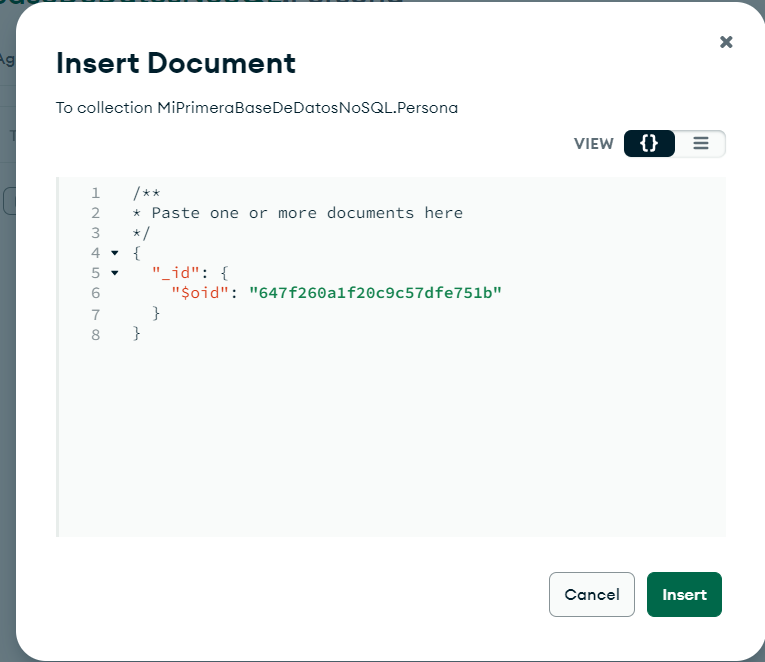 Insert Document
To collection MiPrimeraBaseDeDatosNoSQL.Persona
VIEW {}
1 /**
2 * Paste one or more documents here
3 */
4 {
5 "_id": {
6 "$oid": "647f260a1f20c9c57dfe751b"
7 }
8 }
Cancel Insert